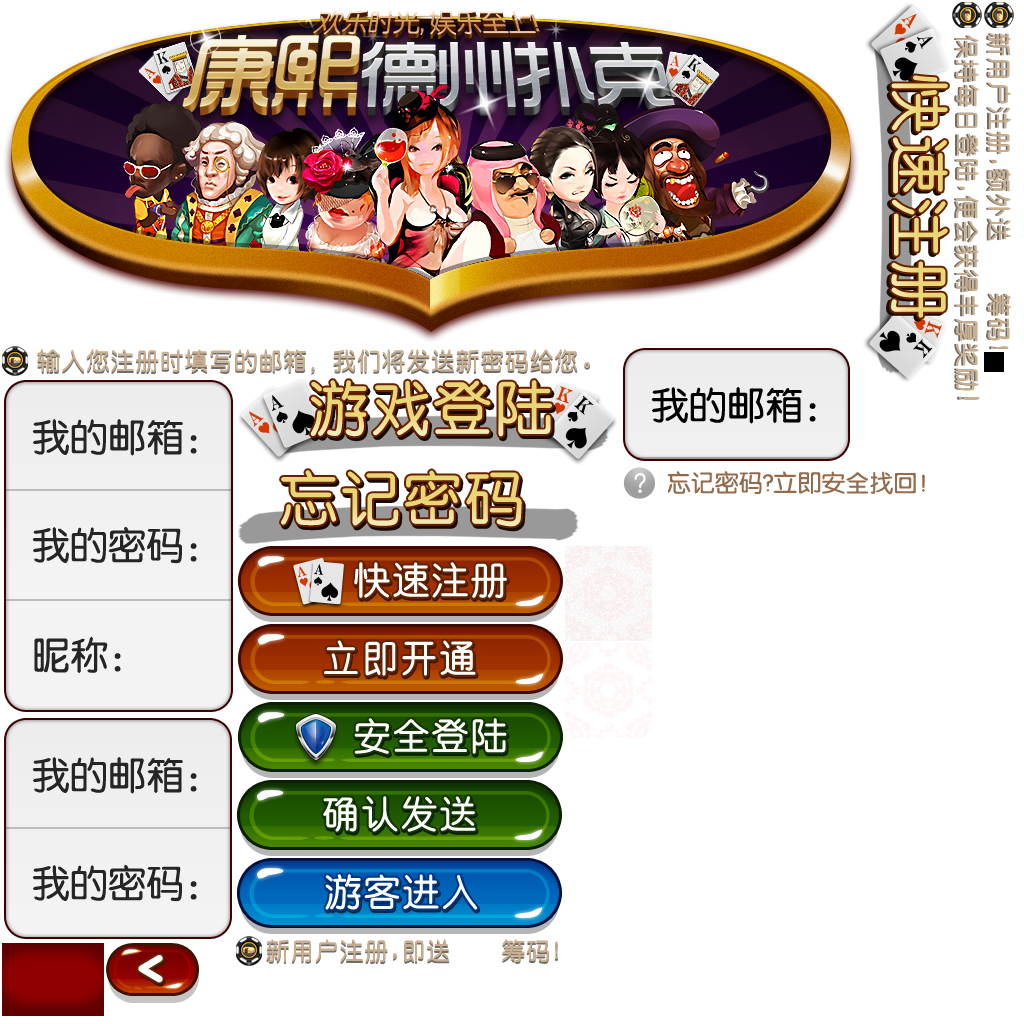 欢乐时光,娱乐至上!
康熙德州扑克
快速注册
新用户注册,额外送 筹码!
保持每日登陆,便会获得丰厚奖励!
输入您注册时填写的邮箱，我们将发送新密码给您。
我的邮箱:
我的密码:
昵称:
我的邮箱:
我的密码:
游戏登陆
忘记密码
快速注册
立即开通
安全登陆
确认发送
游客进入
新用户注册,即送 筹码!
我的邮箱:
忘记密码?立即安全找回!